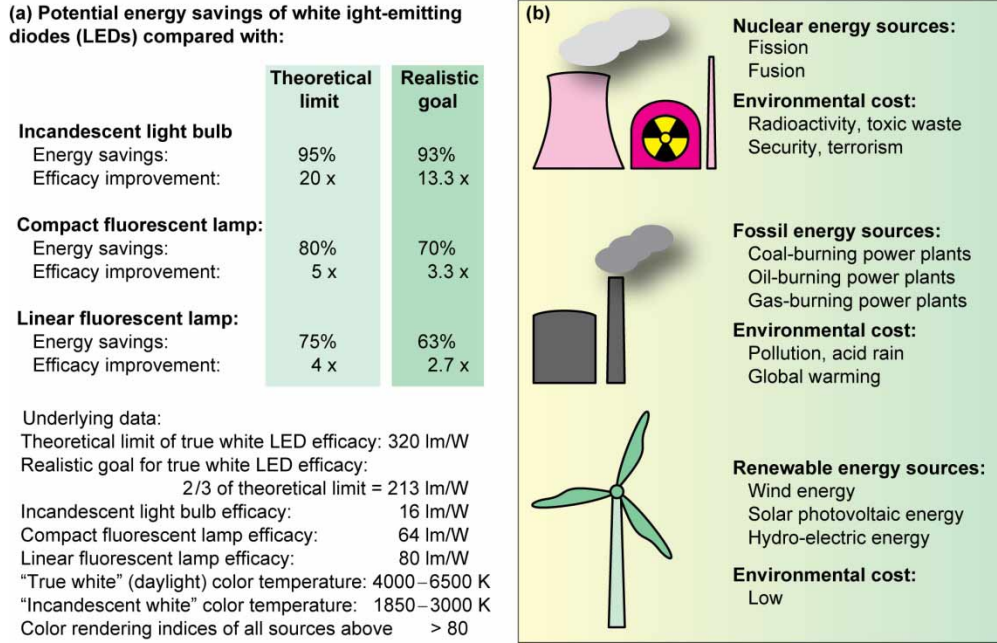 (a) Potential energy savings of white ight-emitting
diodes (LEDs) compared with:
Theoretical limit
Realistic goal
Incandescent light bulb
Energy savings: 95% 93%
Efficacy improvement: 20 x 13.3 x
Compact fluorescent lamp:
Energy savings: 80% 70%
Efficacy improvement: 5 x 3.3 x
Linear fluorescent lamp:
Energy savings: 75% 63%
Efficacy improvement: 4 x 2.7 x
Underlying data:
Theoretical limit of true white LED efficacy: 320 lm/W
Realistic goal for true white LED efficacy:
2/3 of theoretical limit = 213 lm/W
Incandescent light bulb efficacy: 16 lm/W
Compact fluorescent lamp efficacy: 64 lm/W
Linear fluorescent lamp efficacy: 80 lm/W
“True white” (daylight) color temperature: 4000–6500 K
“Incandescent white” color temperature: 1850–3000 K
Color rendering indices of all sources above > 80
(b)
Nuclear energy sources:
Fission
Fusion
Environmental cost:
Radioactivity, toxic waste
Security, terrorism
Fossil energy sources:
Coal-burning power plants
Oil-burning power plants
Gas-burning power plants
Environmental cost:
Pollution, acid rain
Global warming
Renewable energy sources:
Wind energy
Solar photovoltaic energy
Hydro-electric energy
Environmental cost:
Low